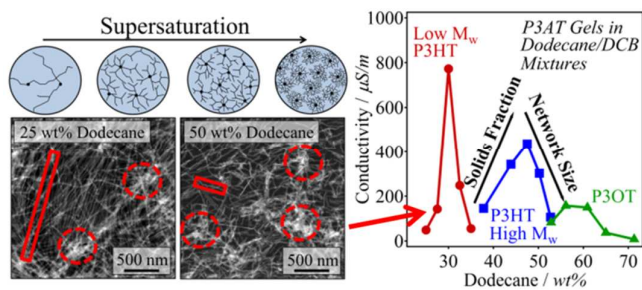 Supersaturation
25 wt% Dodecane
50 wt% Dodecane
500 nm
500 nm
Conductivity / μS/m
1000
800
600
400
200
0
Low Mw
P3HT
P3AT Gels in
Dodecane/DCB
Mixtures
Solids Fraction
Network Size
P3HT
High Mw
P3OT
30
40
50
60
70
Dodecane / wt%